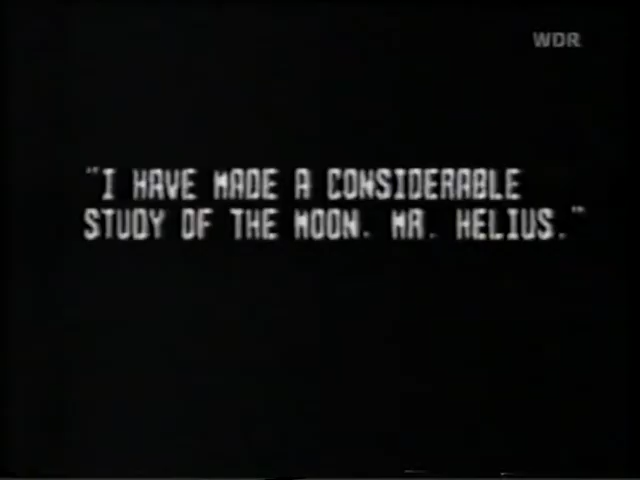 WDR
"I HAVE MADE A CONSIDERABLE
STUDY OF THE MOON. MR. HELIUS."